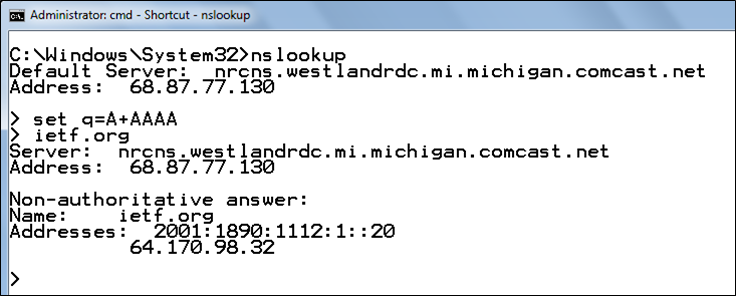 Administrator: cmd - Shortcut - nslookup
C:\Windows\System32>nslookup
Default Server:  nrcns.westlandrdc.mi.michigan.comcast.net
Address:  68.87.77.130
> set q=A+AAAA
> ietf.org
Server:  nrcns.westlandrdc.mi.michigan.comcast.net
Address:  68.87.77.130
Non-authoritative answer:
Name:    ietf.org
Addresses:  2001:1890:1112:1::20
64.170.98.32
>